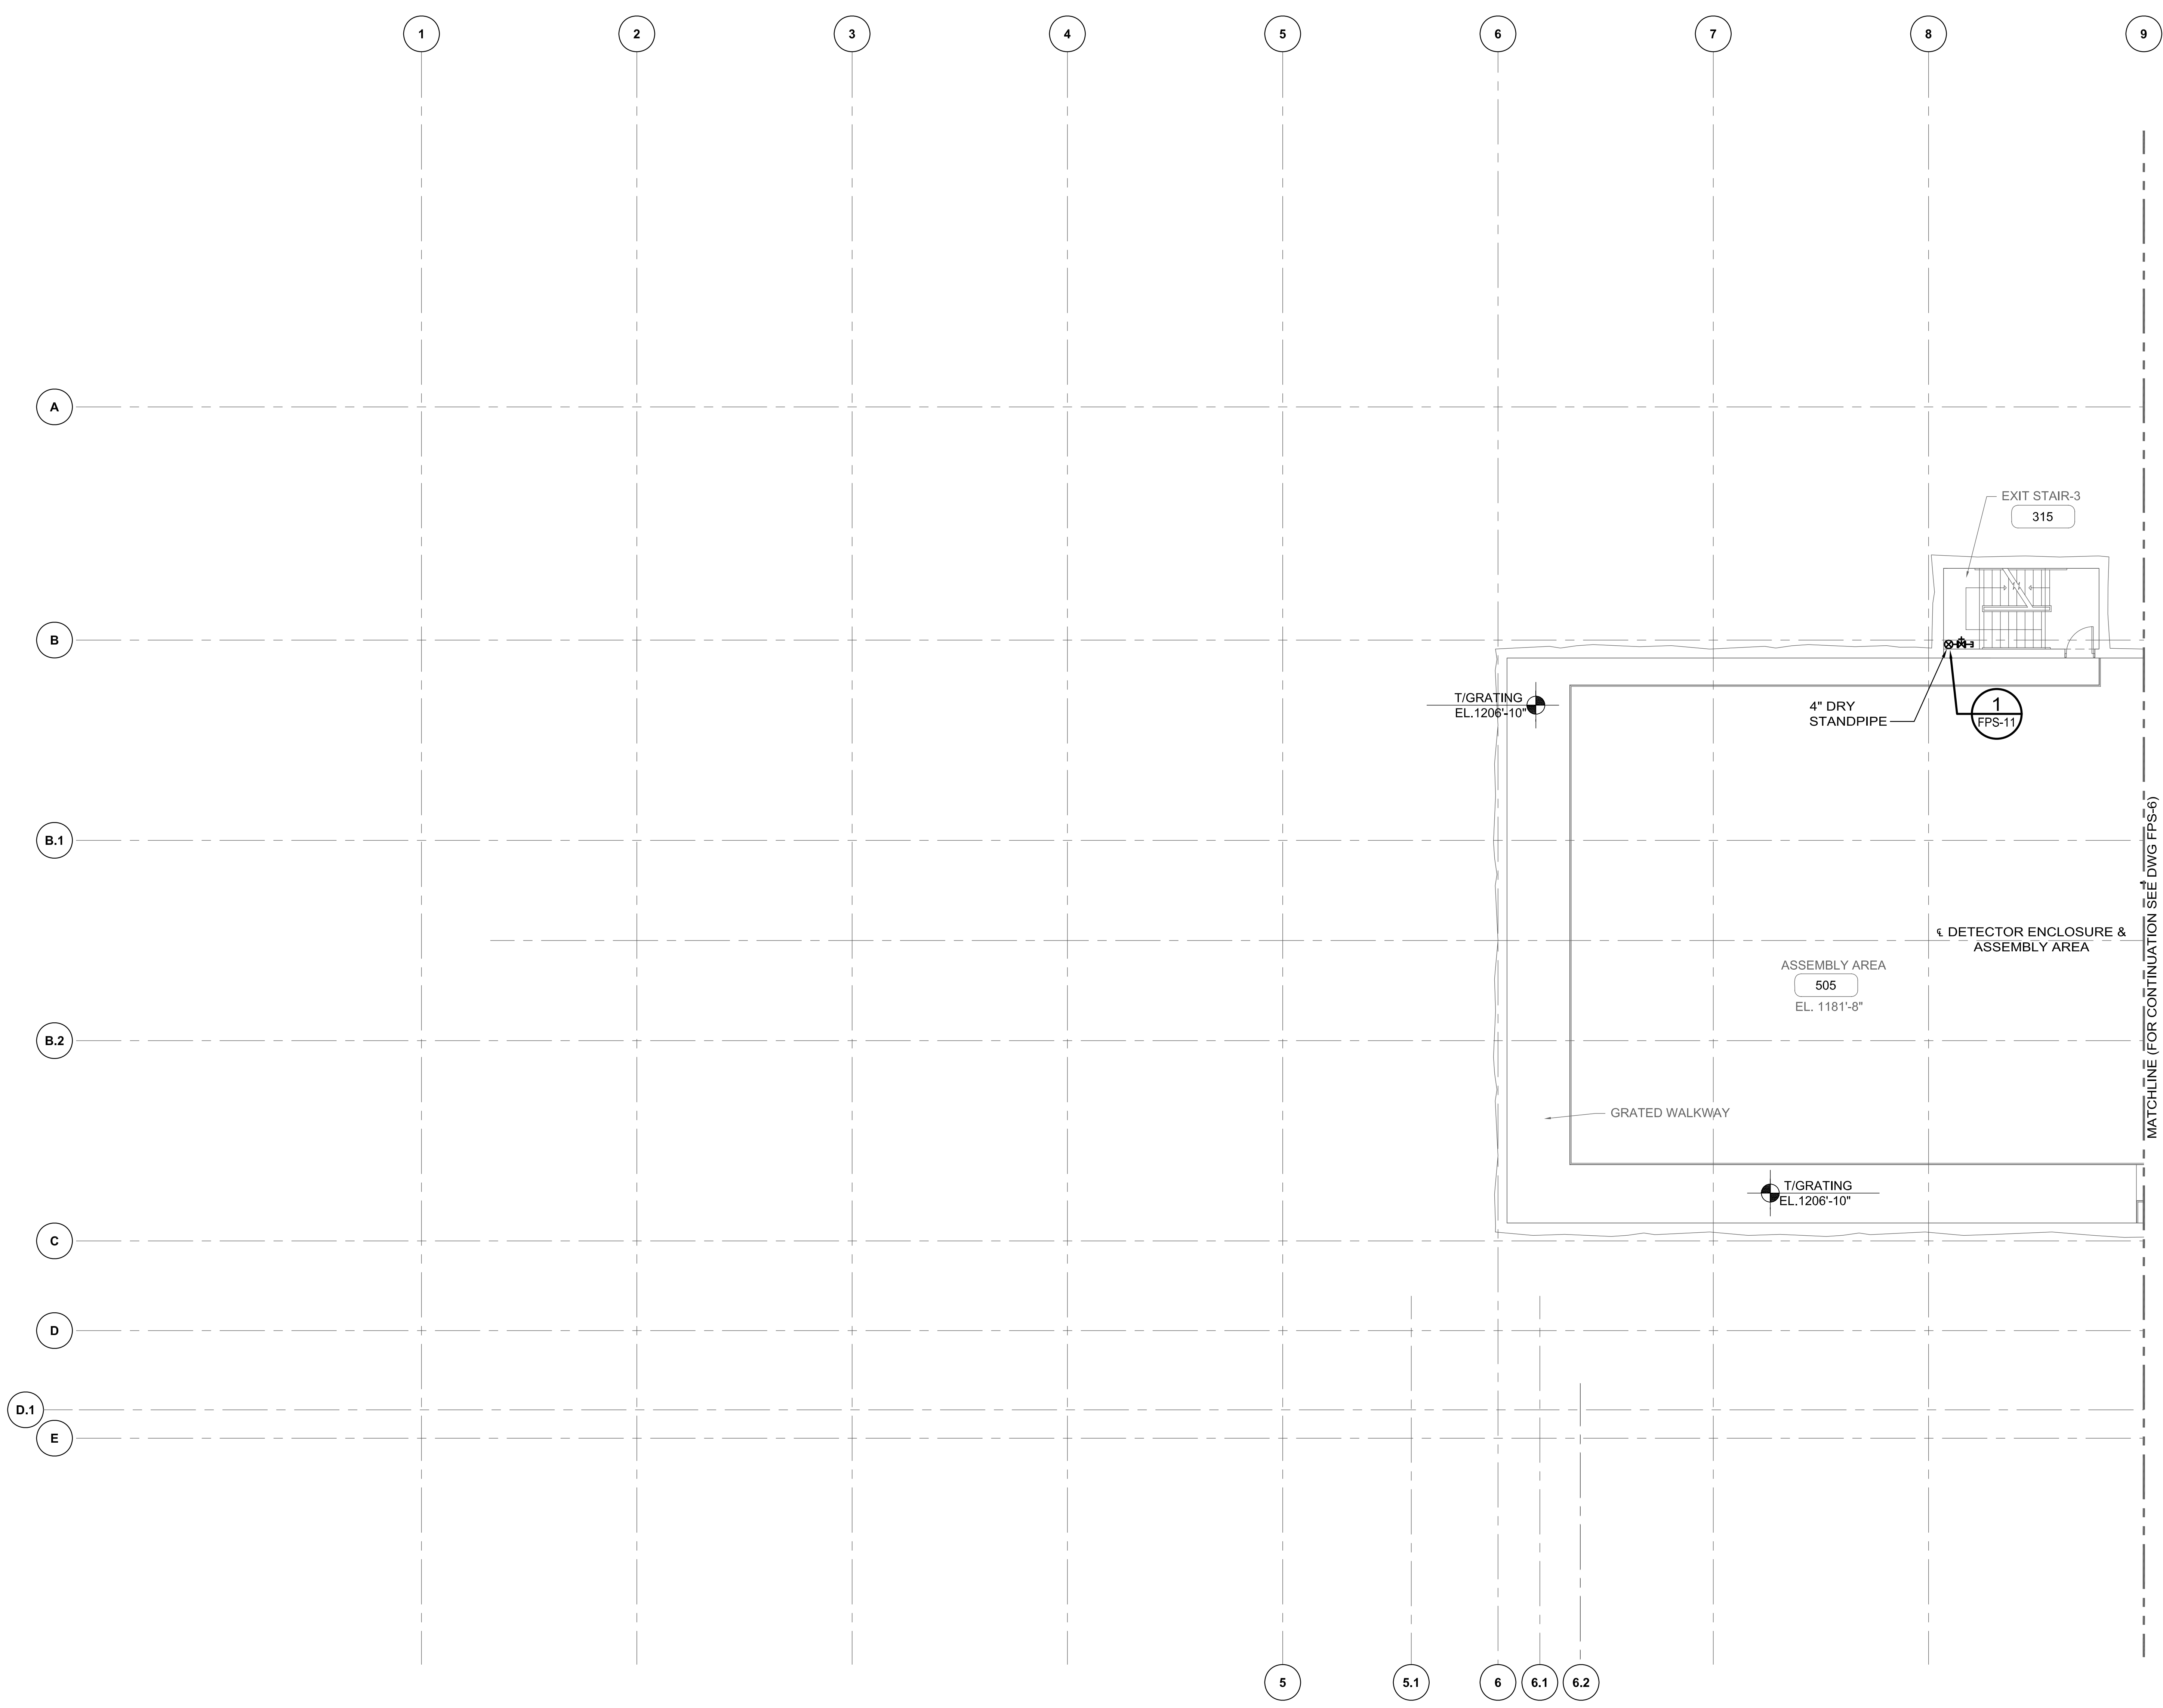 1
2
3
4
5
6
7
8
9
A
EXIT STAIR-3
315
B
T/GRATING
EL.1206'-10"
4" DRY
STANDPIPE
1
FPS-11
B.1
MATCHLINE (FOR CONTINUATION SEE DWG FPS-6)
℄ DETECTOR ENCLOSURE &
ASSEMBLY AREA
ASSEMBLY AREA
505
EL. 1181'-8"
B.2
GRATED WALKWAY
T/GRATING
EL.1206'-10"
C
D
D.1
E
5
5.1
6
6.1
6.2